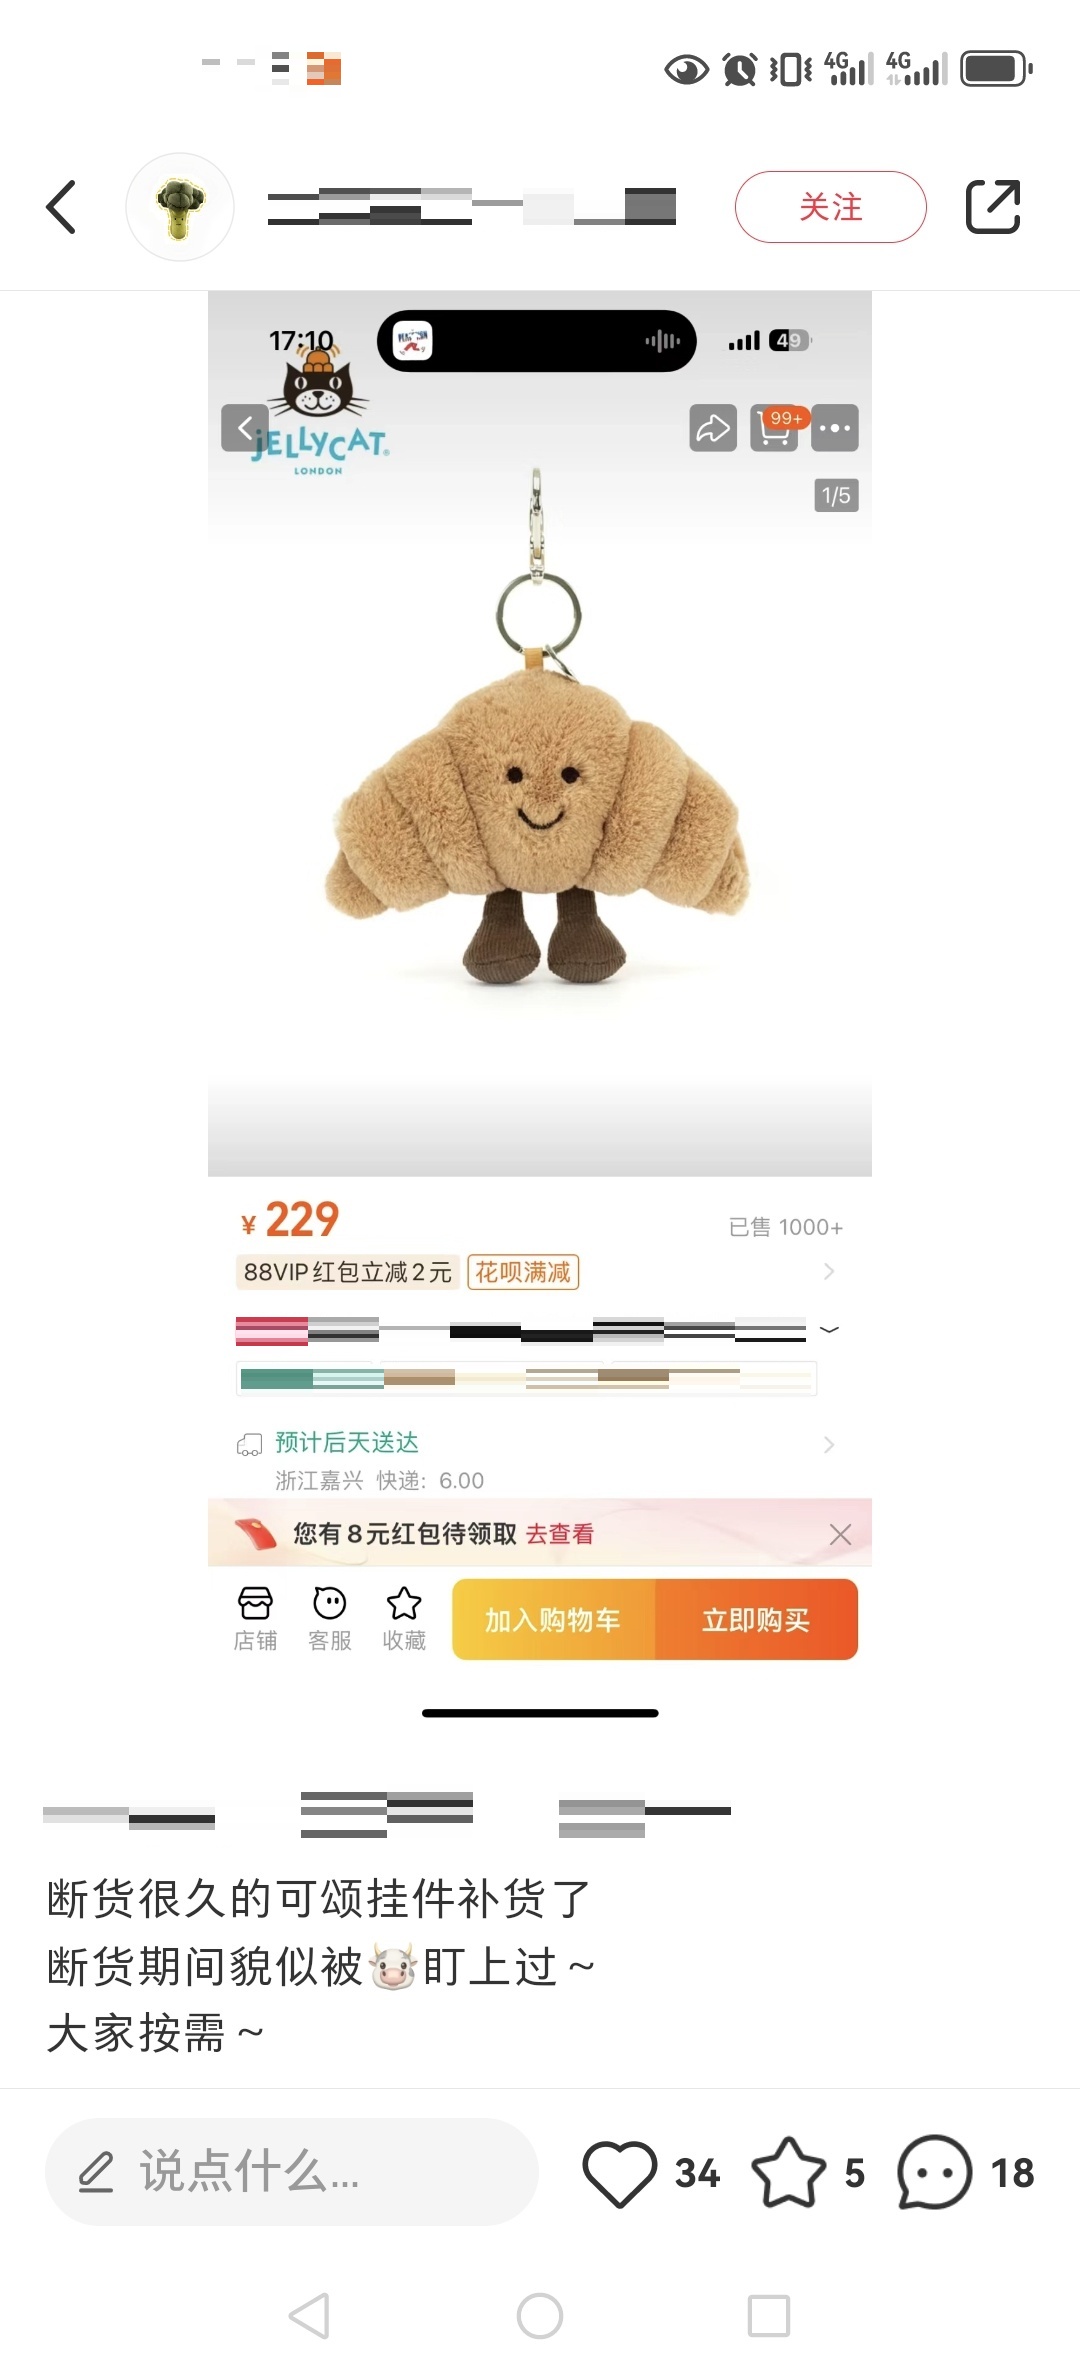 4G 4G
关注
17:10
49
99+
JELLYCAT
LONDON
1/5
¥229
已售 1000+
88VIP红包立减2元 花呗满减
预计后天送达
浙江嘉兴 快递: 6.00
您有8元红包待领取 去查看
店铺 客服 收藏 加入购物车 立即购买
断货很久的可颂挂件补货了
断货期间貌似被🐮盯上过~
大家按需~
说点什么... 34 5 18